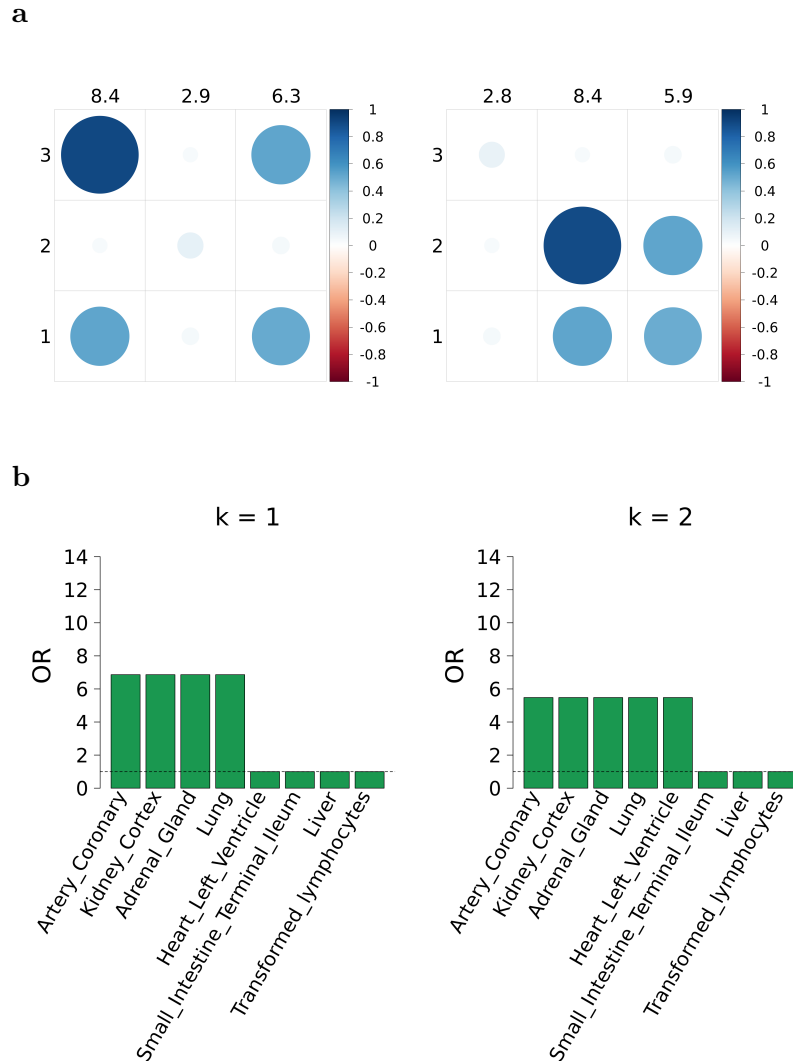 a
8.4 2.9 6.3
2.8 8.4 5.9
3
2
1
1
0.8
0.6
0.4
0.2
0
-0.2
-0.4
-0.6
-0.8
-1
3
2
1
1
0.8
0.6
0.4
0.2
0
-0.2
-0.4
-0.6
-0.8
-1
b
k = 1
OR
14
12
10
8
6
4
2
0
Artery_Coronary
Kidney_Cortex
Adrenal_Gland
Lung
Heart_Left_Ventricle
Small_Intestine_Terminal_Ileum
Liver
Transformed_lymphocytes
k = 2
OR
14
12
10
8
6
4
2
0
Artery_Coronary
Kidney_Cortex
Adrenal_Gland
Lung
Heart_Left_Ventricle
Small_Intestine_Terminal_Ileum
Liver
Transformed_lymphocytes